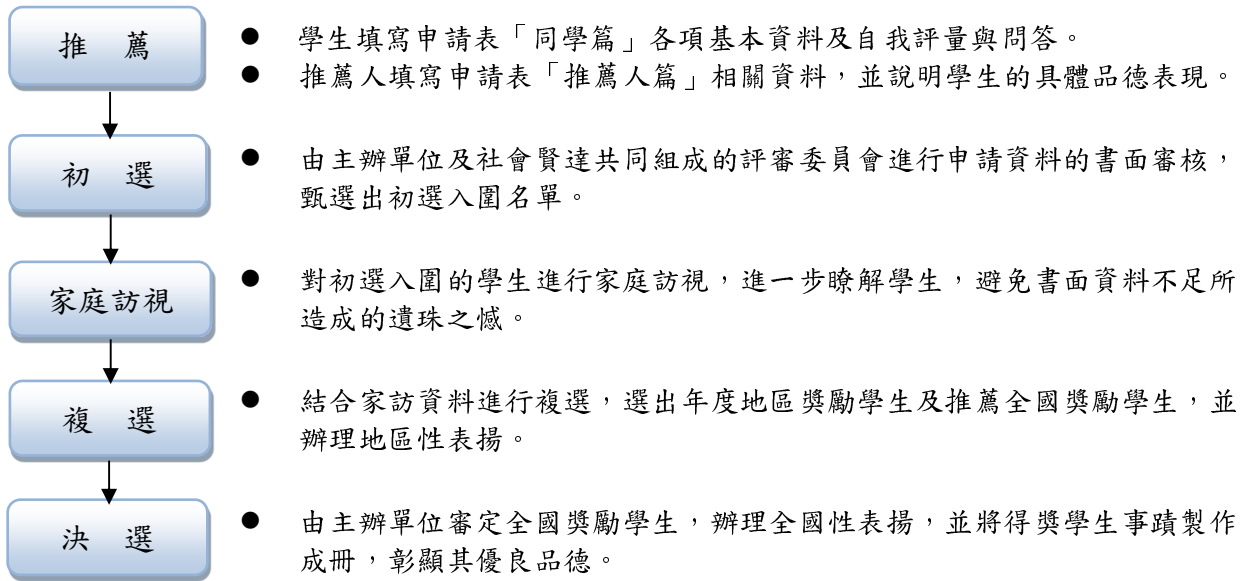 推 薦
● 學生填寫申請表「同學篇」各項基本資料及自我評量與問答。
● 推薦人填寫申請表「推薦人篇」相關資料，並說明學生的具體品德表現。
初 選
● 由主辦單位及社會賢達共同組成的評審委員會進行申請資料的書面審核，
甄選出初選入圍名單。
家庭訪視
● 對初選入圍的學生進行家庭訪視，進一步瞭解學生，避免書面資料不足所
造成的遺珠之憾。
複 選
● 結合家訪資料進行複選，選出年度地區獎勵學生及推薦全國獎勵學生，並
辦理地區性表揚。
決 選
● 由主辦單位審定全國獎勵學生，辦理全國性表揚，並將得獎學生事蹟製作
成冊，彰顯其優良品德。